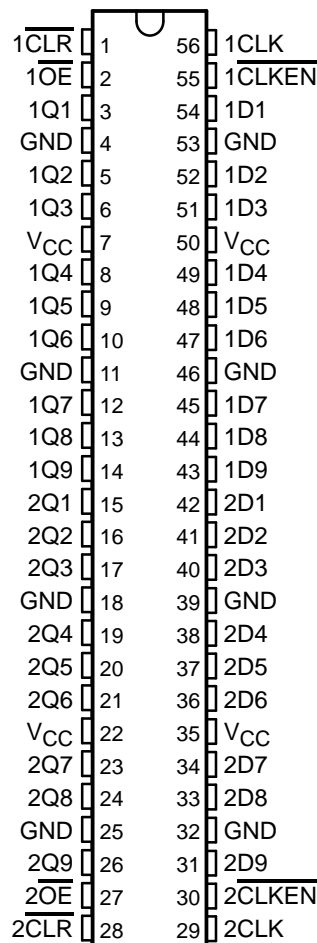 1CLR 1 56 1CLK
1OE 2 55 1CLKEN
1Q1 3 54 1D1
GND 4 53 GND
1Q2 5 52 1D2
1Q3 6 51 1D3
VCC 7 50 VCC
1Q4 8 49 1D4
1Q5 9 48 1D5
1Q6 10 47 1D6
GND 11 46 GND
1Q7 12 45 1D7
1Q8 13 44 1D8
1Q9 14 43 1D9
2Q1 15 42 2D1
2Q2 16 41 2D2
2Q3 17 40 2D3
GND 18 39 GND
2Q4 19 38 2D4
2Q5 20 37 2D5
2Q6 21 36 2D6
VCC 22 35 VCC
2Q7 23 34 2D7
2Q8 24 33 2D8
GND 25 32 GND
2Q9 26 31 2D9
2OE 27 30 2CLKEN
2CLR 28 29 2CLK